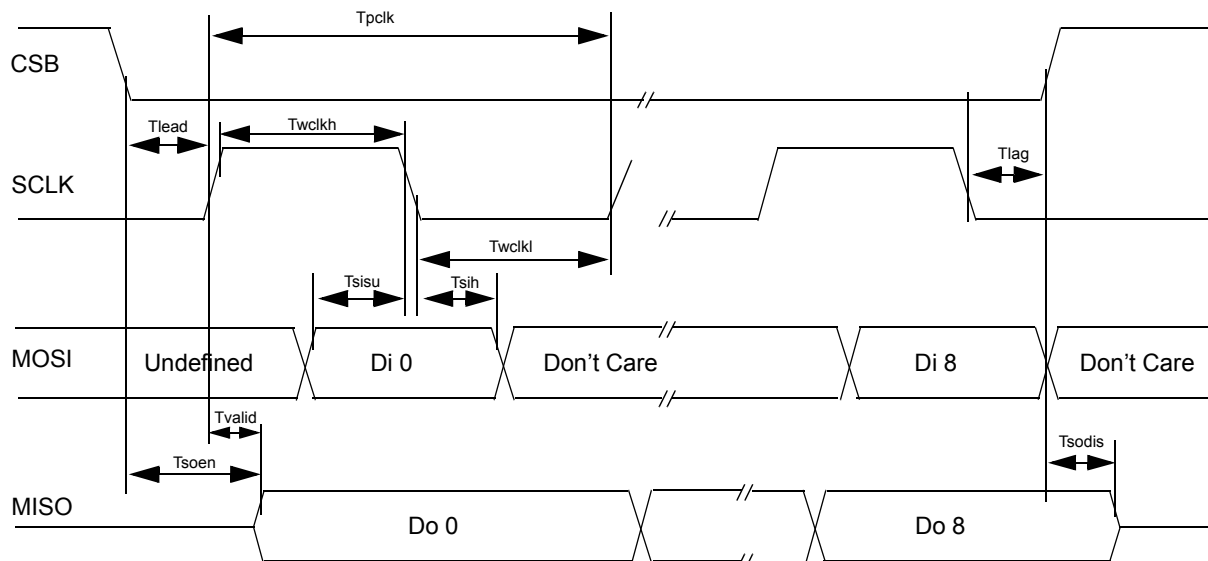 Tpclk
CSB
Tlead
Twclkh
Tlag
SCLK
Twclkl
Tsisu
Tsih
MOSI
Undefined
Di 0
Don't Care
Di 8
Don't Care
Tvalid
Tsoen
Tsodis
MISO
Do 0
Do 8